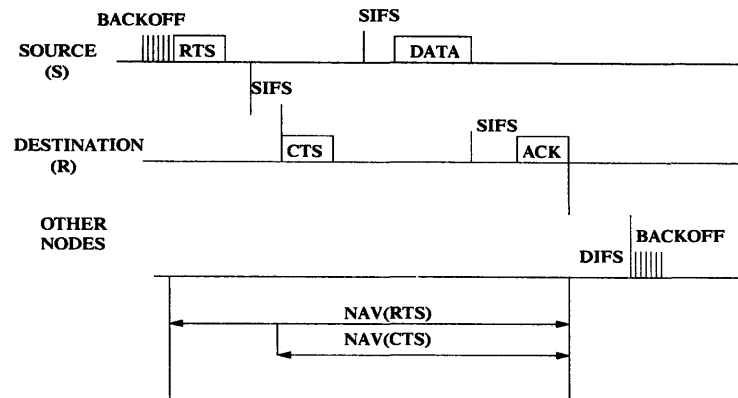 BACKOFF
SIFS
SOURCE
(S)
RTS
DATA
SIFS
DESTINATION
(R)
CTS
SIFS
ACK
OTHER
NODES
DIFS
BACKOFF
NAV(RTS)
NAV(CTS)